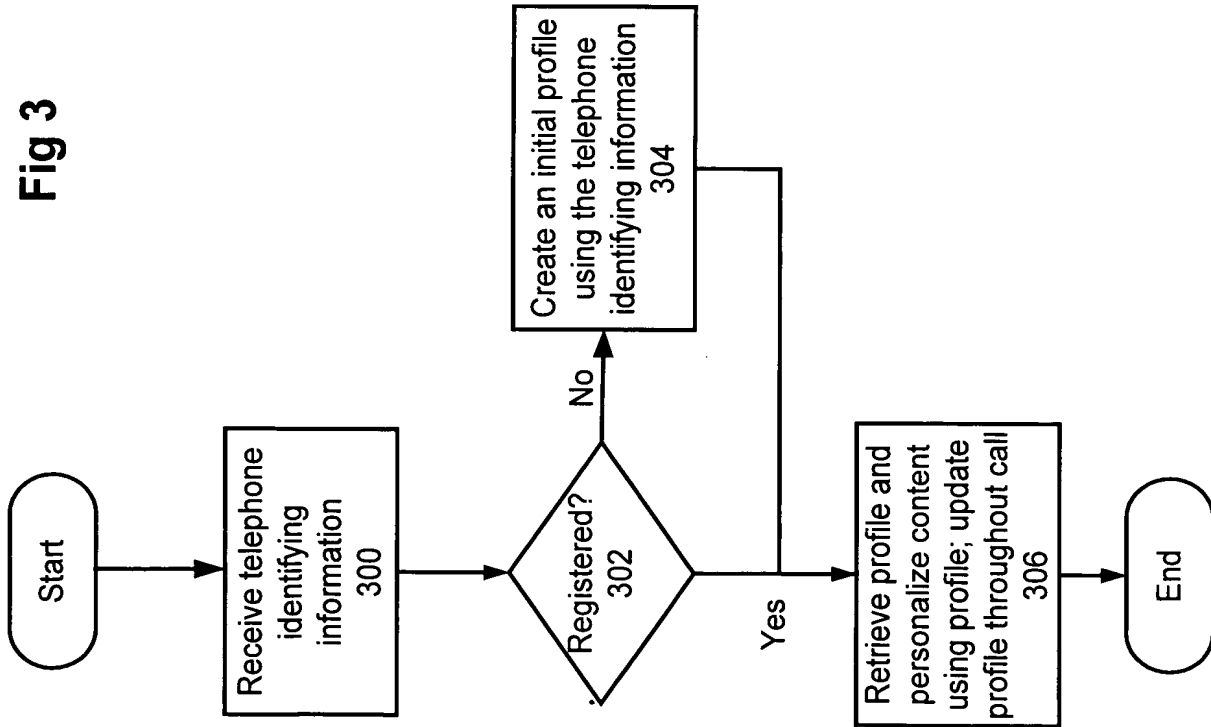 Fig 3
Start
Receive telephone
identifying
information
300
Registered?
302
No
Create an initial profile
using the telephone
identifying information
304
Yes
Retrieve profile and
personalize content
using profile; update
profile throughout call
306
End